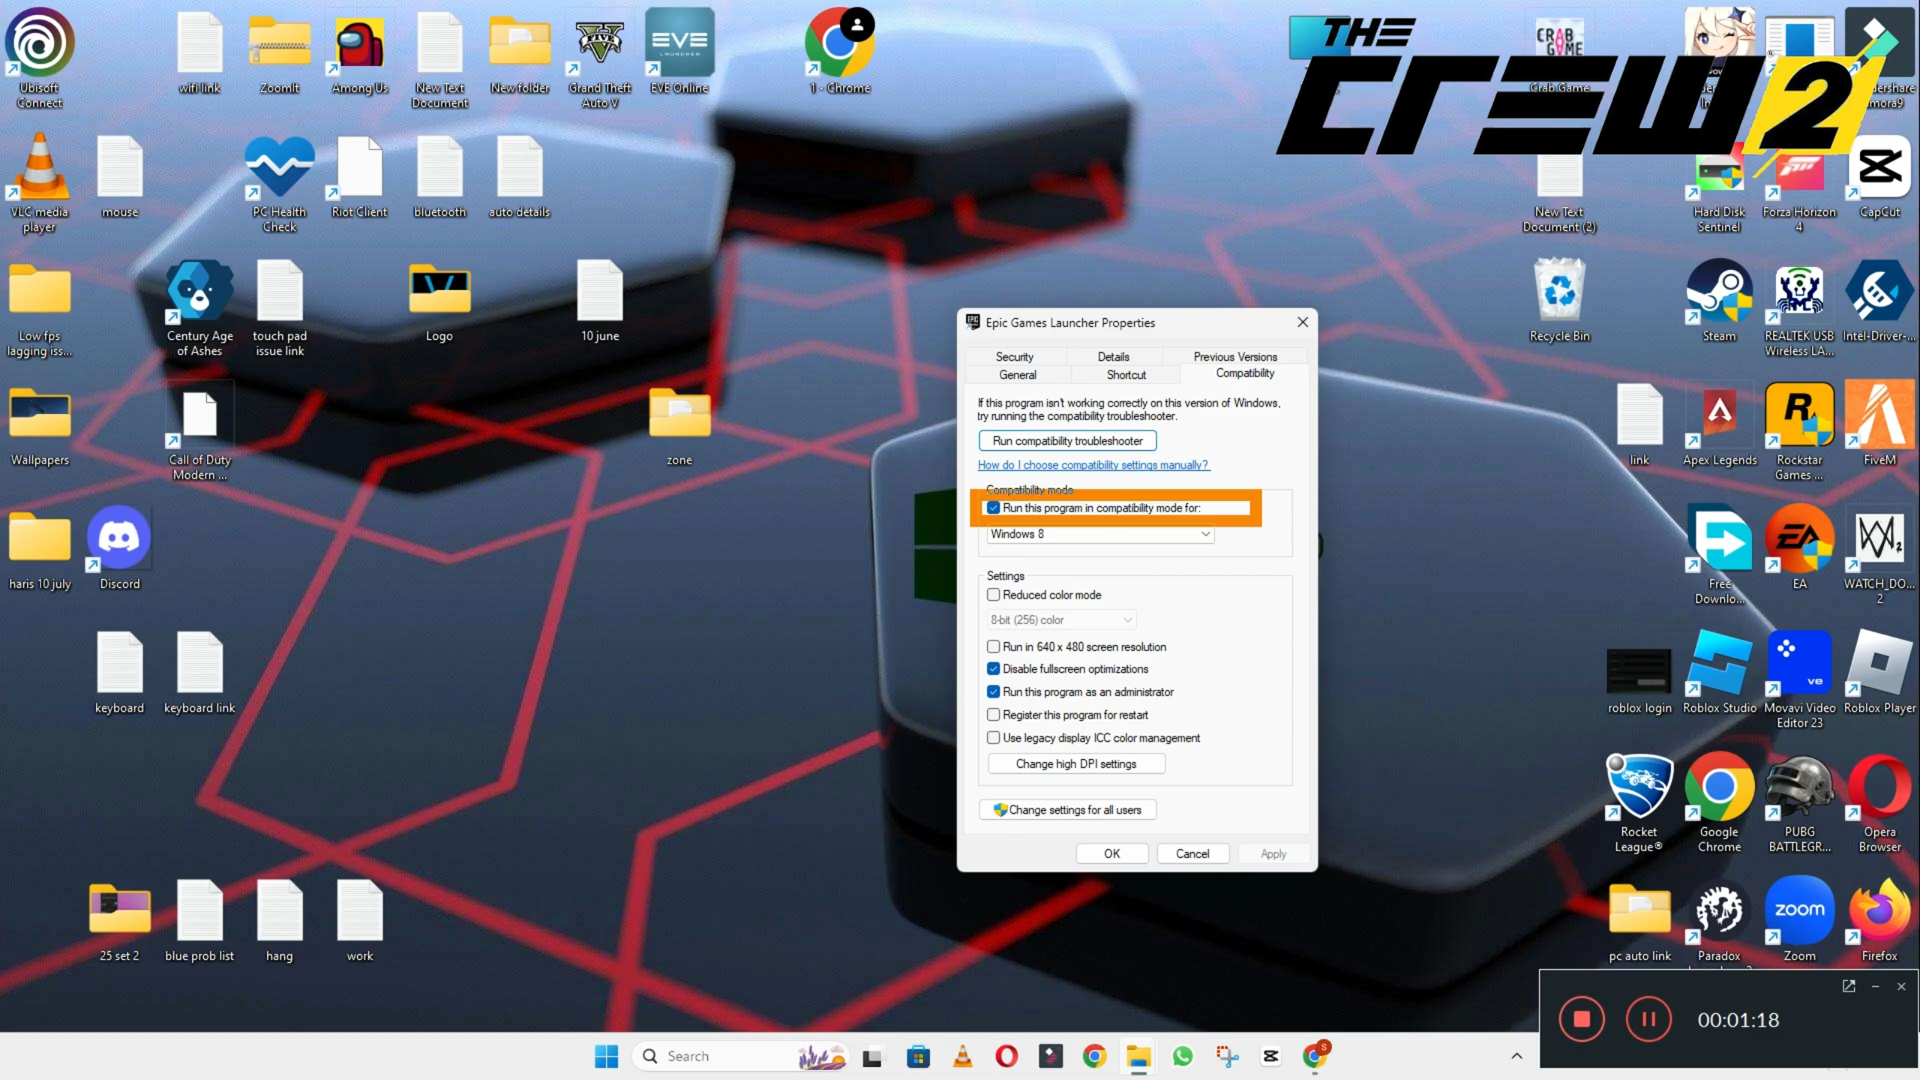 THE
CREW 2
Ubisoft
Connect
wifi link
ZoomIt
Among Us
New Text
Document
New folder
V
FIVE
Grand Theft
Auto V
EVE
LAUNCHER
EVE Online
1 - Chrome
CRAB
GAME
Crab Game
VLC media
player
mouse
PC Health
Check
Riot Client
bluetooth
auto details
New Text
Document (2)
Hard Disk
Sentinel
Forza Horizon
4
CapCut
Low fps
lagging iss...
Century Age
of Ashes
touch pad
issue link
Logo
10 june
Recycle Bin
Steam
REALTEK USB
Wireless LA...
Intel-Driver-...
Wallpapers
Call of Duty
Modern ...
zone
link
Apex Legends
Rockstar
Games ...
FiveM
haris 10 july
Discord
Free
Downlo...
EA
EA
WATCH_DO...
2
keyboard
keyboard link
roblox login
Roblox Studio
ve
Movavi Video
Editor 23
Roblox Player
Rocket
League®
Google
Chrome
PUBG
BATTLEGR...
Opera
Browser
25 set 2
blue prob list
hang
work
pc auto link
Paradox
zoom
Zoom
Firefox
EPIC
Epic Games Launcher Properties
Security
Details
Previous Versions
General
Shortcut
Compatibility
If this program isn't working correctly on this version of Windows,
try running the compatibility troubleshooter.
Run compatibility troubleshooter
How do I choose compatibility settings manually?
Compatibility mode
Run this program in compatibility mode for:
Windows 8
Settings
Reduced color mode
8-bit (256) color
Run in 640 x 480 screen resolution
Disable fullscreen optimizations
Run this program as an administrator
Register this program for restart
Use legacy display ICC color management
Change high DPI settings
Change settings for all users
OK
Cancel
Apply
00:01:18
Search
S